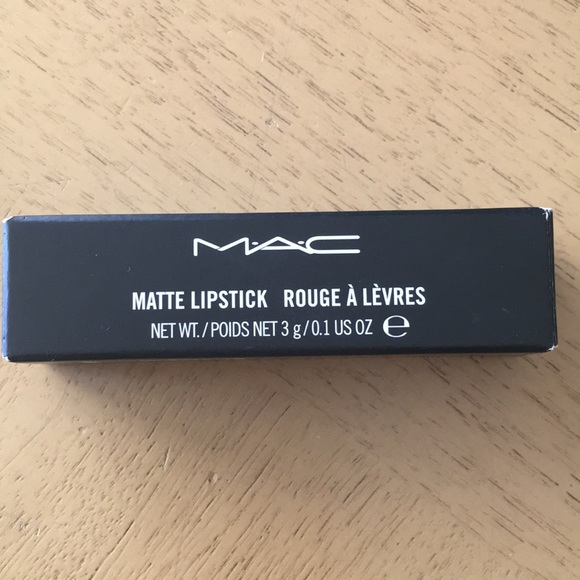 M·A·C
MATTE LIPSTICK ROUGE À LÈVRES
NET WT./POIDS NET 3 g/0.1 US OZ ℮